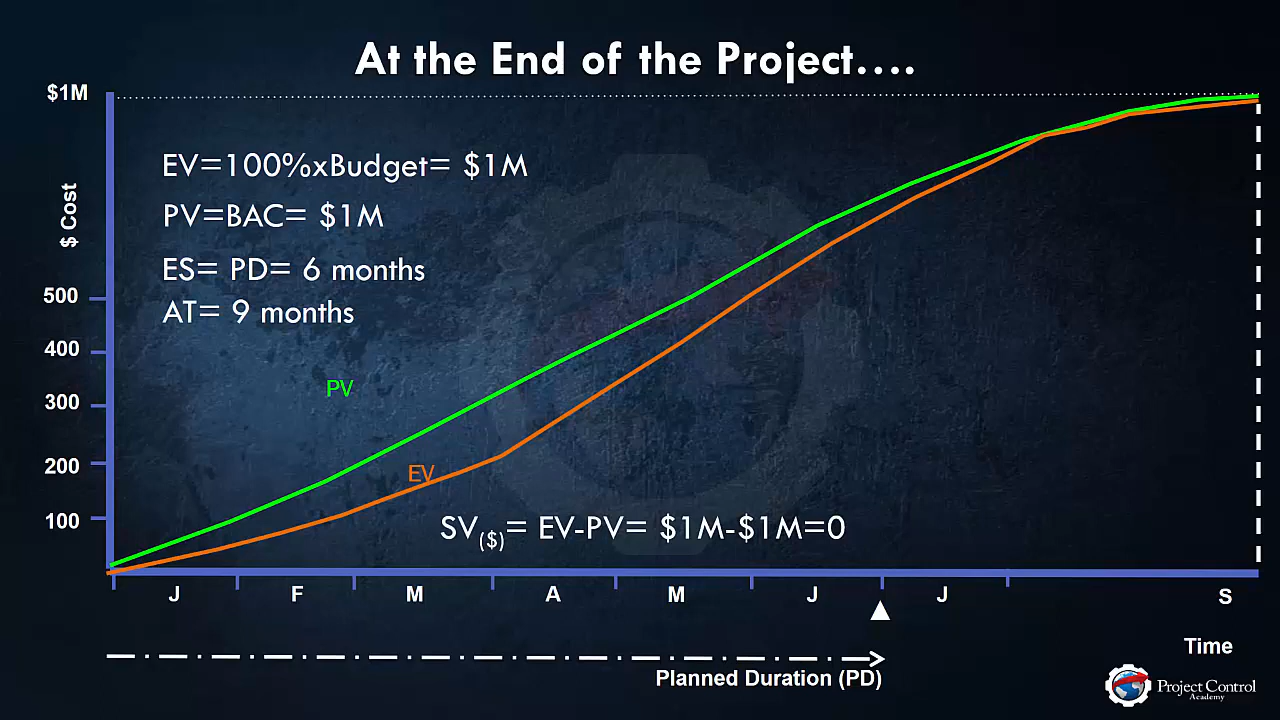 At the End of the Project....
$1M
EV=100%xBudget= $1M
PV=BAC= $1M
ES= PD= 6 months
AT= 9 months
$ Cost
500
400
300
200
100
PV
EV
SV($)= EV-PV= $1M-$1M=0
J F M A M J J S
Time
Planned Duration (PD)
Project Control
Academy